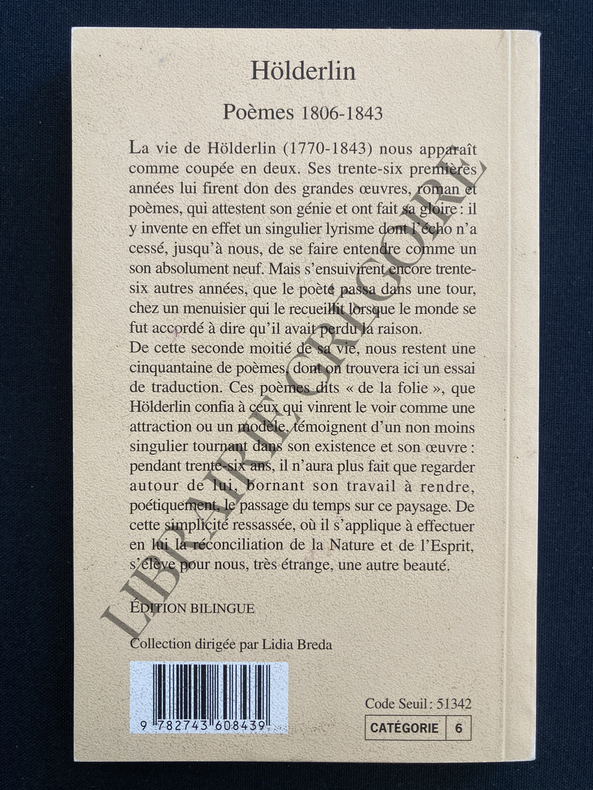 Hölderlin
Poèmes 1806-1843
La vie de Hölderlin (1770-1843) nous apparaît
comme coupée en deux. Ses trente-six premières
années lui firent don des grandes œuvres, roman et
poèmes, qui attestent son génie et ont fait sa gloire : il
y invente en effet un singulier lyrisme dont l'écho n'a
cessé, jusqu'à nous, de se faire entendre comme un
son absolument neuf. Mais s'ensuivirent encore trente-
six autres années, que le poète passa dans une tour,
chez un menuisier qui le recueillit lorsque le monde se
fut accordé à dire qu'il avait perdu la raison.
De cette seconde moitié de sa vie, nous restent une
cinquantaine de poèmes, dont on trouvera ici un essai
de traduction. Ces poèmes dits « de la folie », que
Hölderlin confia à ceux qui vinrent le voir comme une
attraction ou un modèle, témoignent d'un non moins
singulier tournant dans son existence et son œuvre :
pendant trente-six ans, il n'aura plus fait que regarder
autour de lui, bornant son travail à rendre,
poétiquement, le passage du temps sur ce paysage. De
cette simplicité ressassée, où il s'applique à effectuer
en lui la réconciliation de la Nature et de l'Esprit,
s'élève pour nous, très étrange, une autre beauté.
ÉDITION BILINGUE
Collection dirigée par Lidia Breda
9 782743 608439
Code Seuil : 51342
CATÉGORIE 6
LIBRAIRIE GREGOIRE